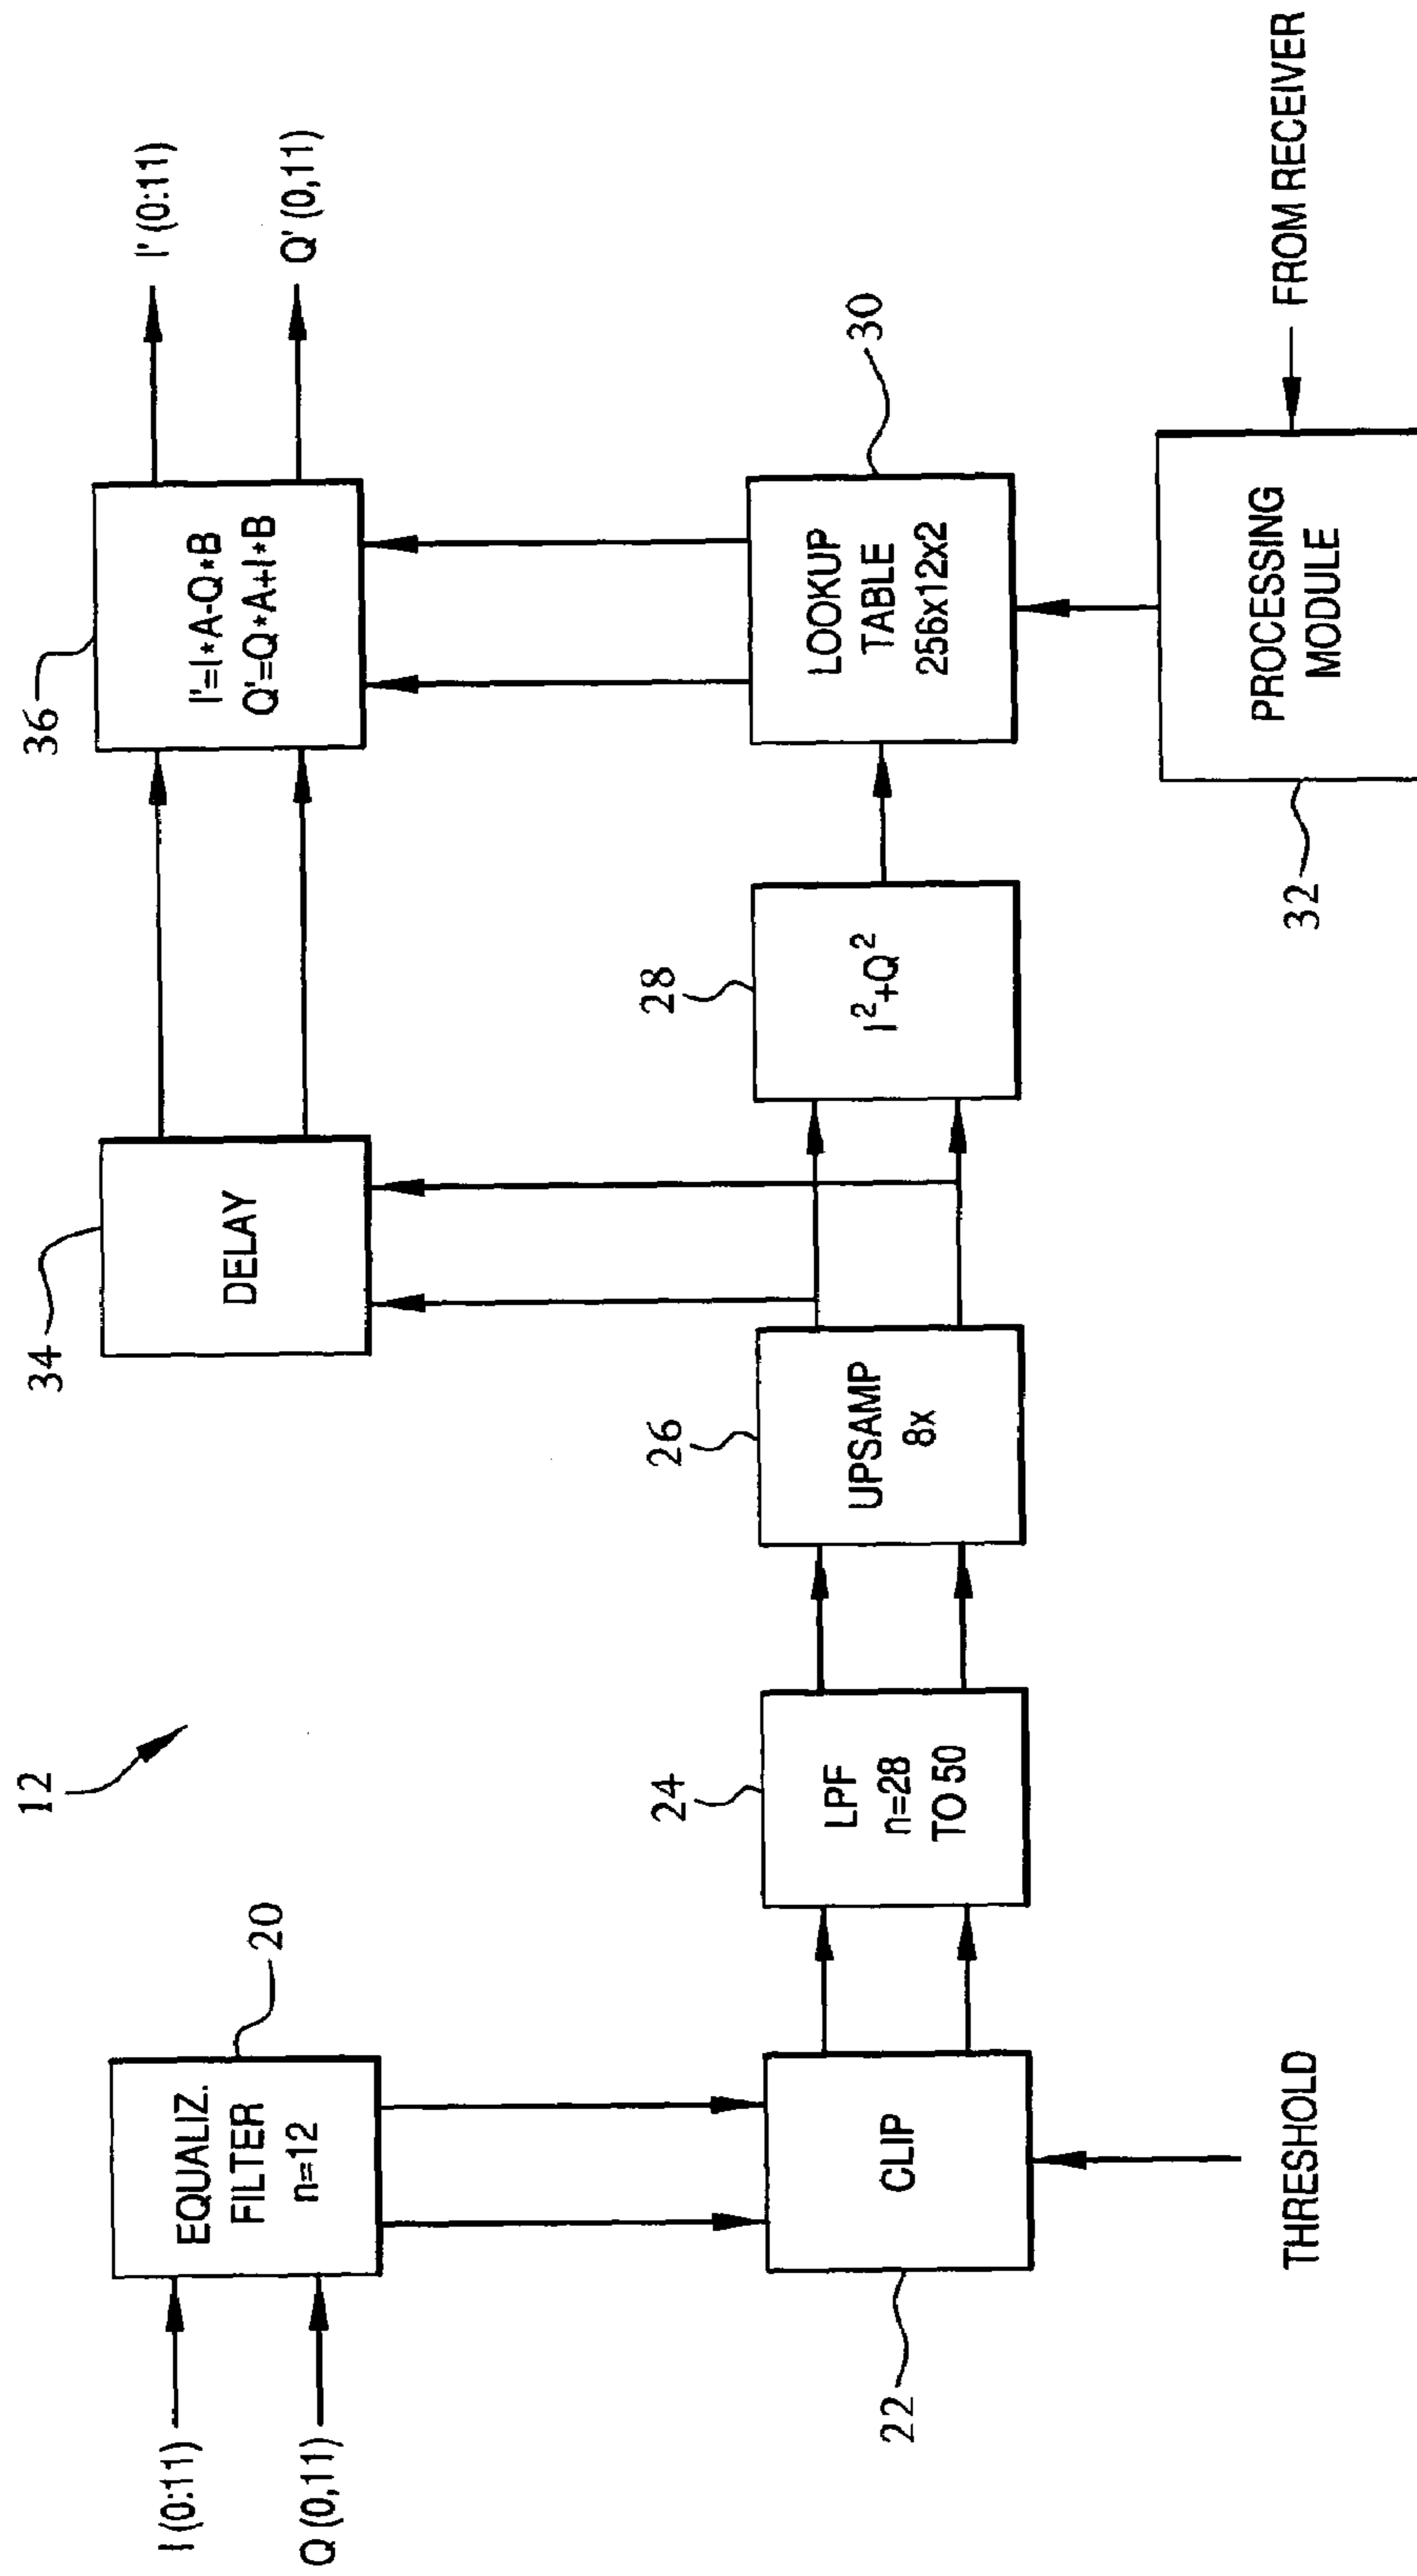 12
I (0:11)
Q (0,11)
EQUALIZ.
FILTER
n=12
20
CLIP
22
THRESHOLD
LPF
n=28
TO 50
24
UPSAMP
8x
26
DELAY
34
I²+Q²
28
LOOKUP
TABLE
256x12x2
30
PROCESSING
MODULE
32
FROM RECEIVER
I'=I*A-Q*B
Q'=Q*A+I*B
36
I' (0:11)
Q' (0,11)